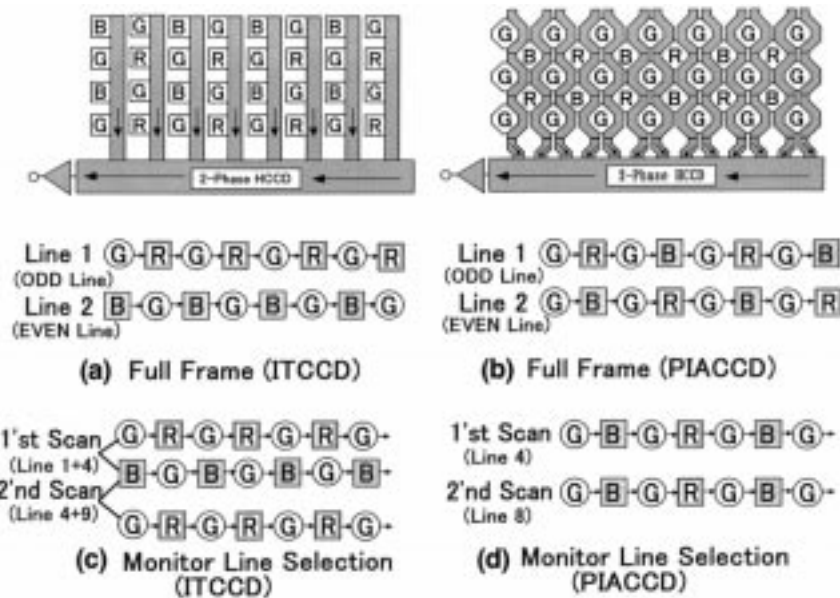 B G B G B G B G
G R G R G R G R
B G B G B G B G
G R G R G R G R
2-Phase HCCD
Line 1 G R G R G R G R
(ODD Line)
Line 2 B G B G B G B G
(EVEN Line)
(a) Full Frame (ITCCD)
G G G G G G G
B R B R B R
G G G G G G G
R B R B R B
G G G G G G G
2-Phase HCCD
Line 1 G R G B G R G B
(ODD Line)
Line 2 G B G R G B G R
(EVEN Line)
(b) Full Frame (PIACCD)
G R G R G R G
1'st Scan
(Line 1+4) B G B G B G B
2'nd Scan
(Line 4+9) G R G R G R G
(c) Monitor Line Selection
(ITCCD)
1'st Scan G B G R G B G
(Line 4)
2'nd Scan G B G R G B G
(Line 8)
(d) Monitor Line Selection
(PIACCD)